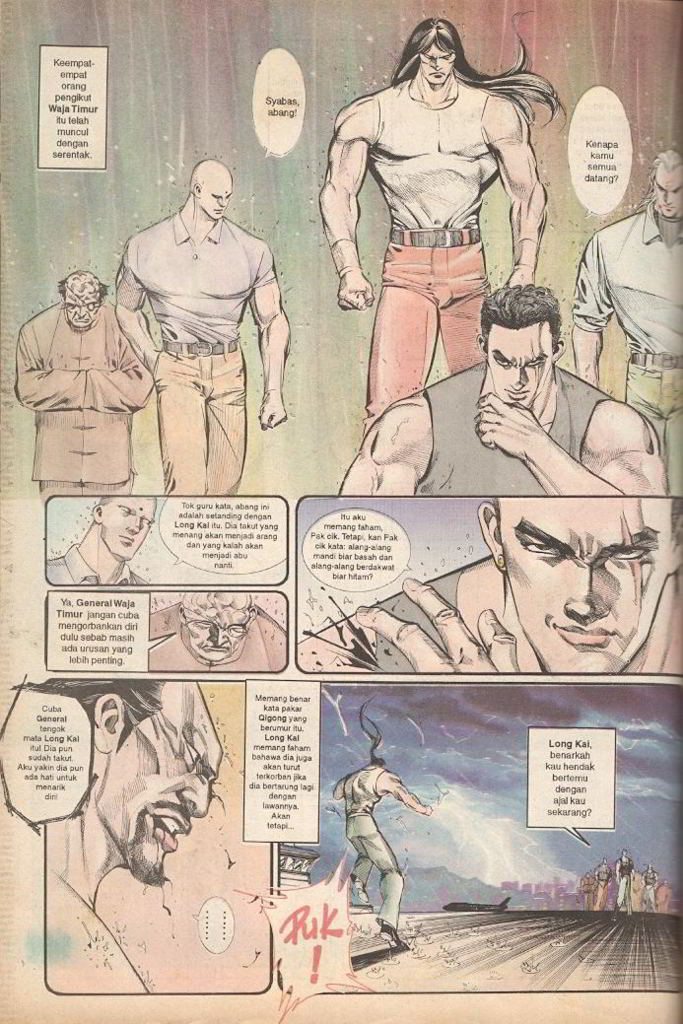 Keempat-
empat
orang
pengikut
Waja Timur
itu telah
muncul
dengan
serentak.
Syabas,
abang!
Kenapa
kamu
semua
datang?
Tok guru kata, abang ini
adalah setanding dengan
Long Kai itu. Dia takut yang
menang akan menjadi arang
dan yang kalah akan
menjadi abu
nanti.
Itu aku
memang faham,
Pak cik. Tetapi, kan Pak
cik kata: alang-alang
mandi biar basah dan
alang-alang berdakwat
biar hitam?
Ya, General Waja
Timur jangan cuba
mengorbankan diri
dulu sebab masih
ada urusan yang
lebih penting.
Cuba
General
tengok
mata Long Kai
itu! Dia pun
sudah takut.
Aku yakin dia pun
ada hati untuk
menarik
diri!
Memang benar
kata pakar
Qigong yang
berumur itu,
Long Kai
memang faham
bahawa dia juga
akan turut
terkorban jika
dia bertarung lagi
dengan
lawannya.
Akan
tetapi...
Long Kai,
benarkah
kau hendak
bertemu
dengan
ajal kau
sekarang?
......
PUK
!